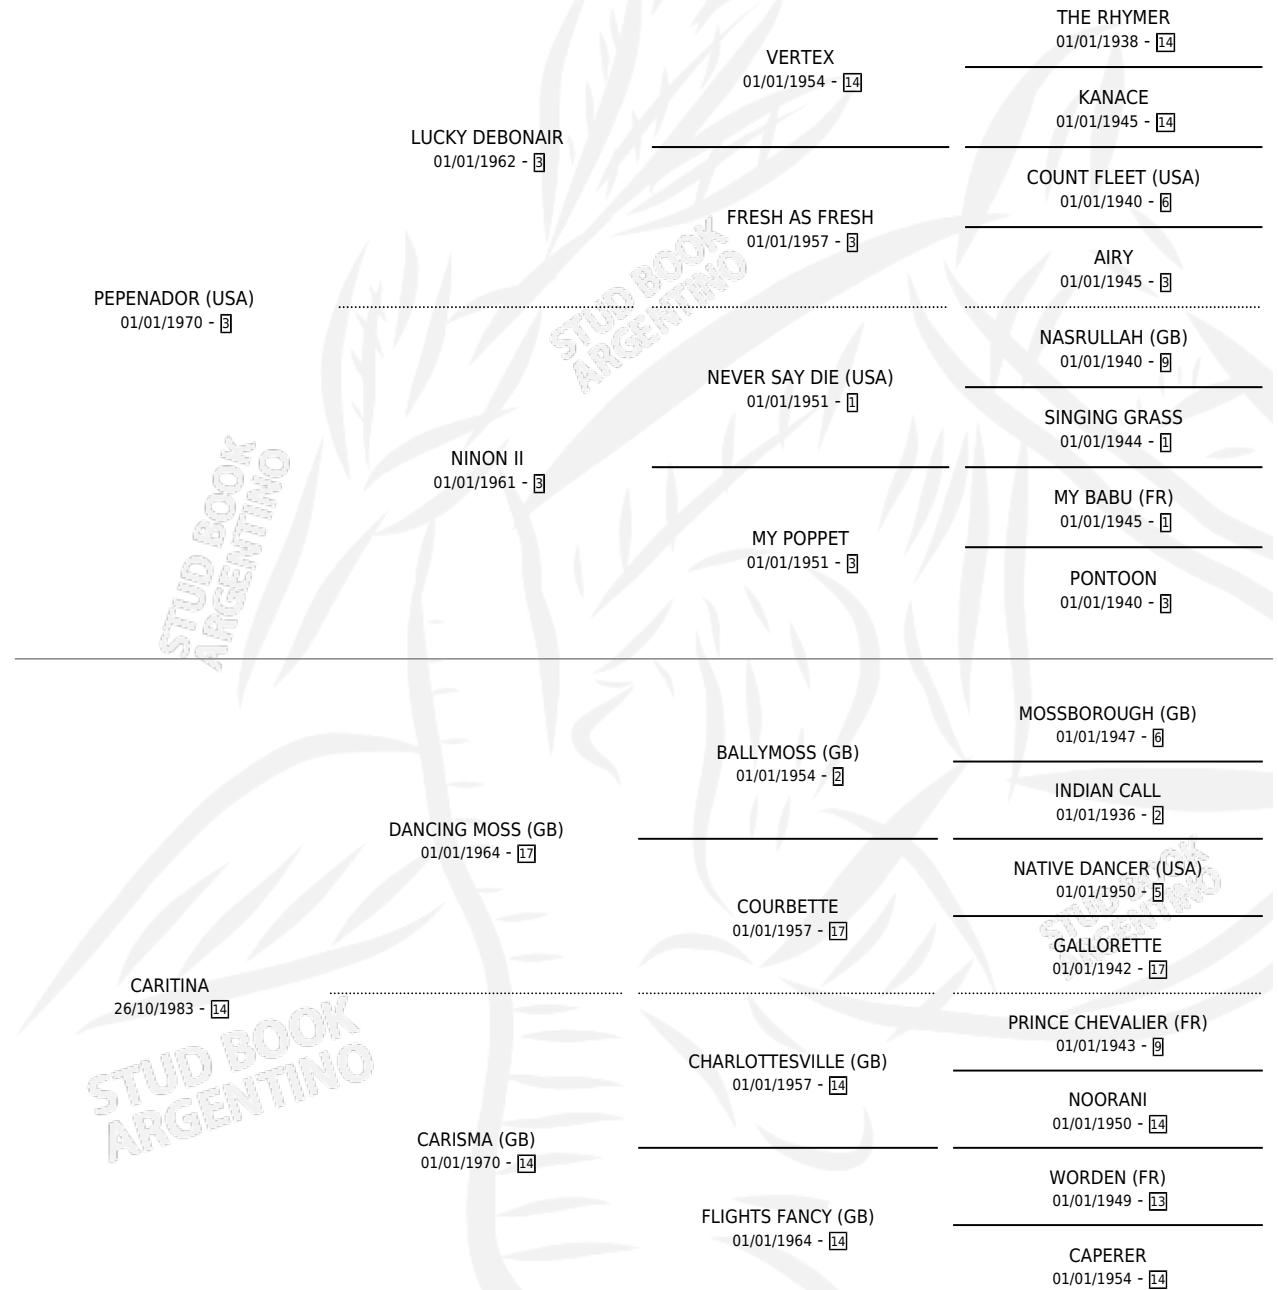 THE RHYMER
01/01/1938 - 14
VERTEX
01/01/1954 - 14
KANACE
01/01/1945 - 14
LUCKY DEBONAIR
01/01/1962 - 3
COUNT FLEET (USA)
01/01/1940 - 6
FRESH AS FRESH
01/01/1957 - 3
AIRY
01/01/1945 - 3
PEPENADOR (USA)
01/01/1970 - 3
NASRULLAH (GB)
01/01/1940 - 9
NEVER SAY DIE (USA)
01/01/1951 - 1
SINGING GRASS
01/01/1944 - 1
NINON II
01/01/1961 - 3
MY BABU (FR)
01/01/1945 - 1
MY POPPET
01/01/1951 - 3
PONTOON
01/01/1940 - 3
STUD BOOK
ARGENTINO
STUD BOOK
ARGENTINO
MOSSBOROUGH (GB)
01/01/1947 - 6
BALLYMOSS (GB)
01/01/1954 - 2
INDIAN CALL
01/01/1936 - 2
DANCING MOSS (GB)
01/01/1964 - 17
NATIVE DANCER (USA)
01/01/1950 - 5
COURBETTE
01/01/1957 - 17
GALLORETTE
01/01/1942 - 17
CARITINA
26/10/1983 - 14
PRINCE CHEVALIER (FR)
01/01/1943 - 9
CHARLOTTESVILLE (GB)
01/01/1957 - 14
NOORANI
01/01/1950 - 14
CARISMA (GB)
01/01/1970 - 14
WORDEN (FR)
01/01/1949 - 13
FLIGHTS FANCY (GB)
01/01/1964 - 14
CAPERER
01/01/1954 - 14
STUD BOOK
ARGENTINO
STUD BOOK
ARGENTINO